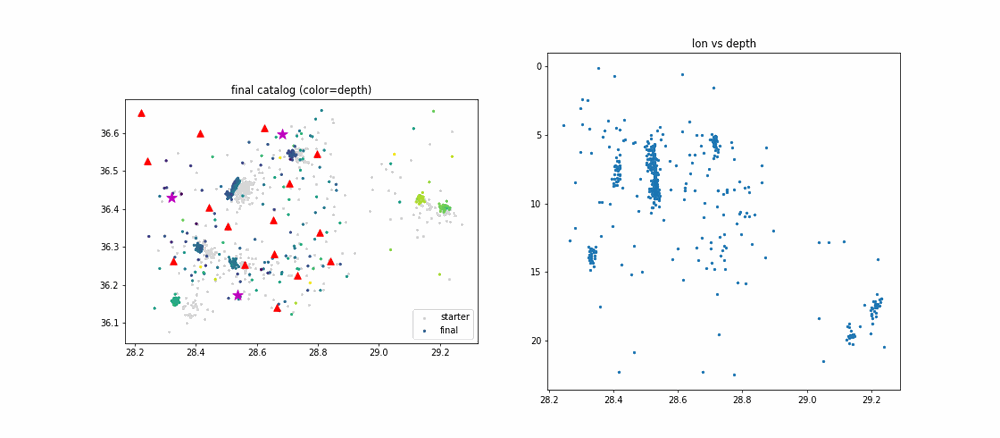 final catalog (color=depth)
36.6
36.5
36.4
36.3
36.2
36.1
28.2 28.4 28.6 28.8 29.0 29.2
starter
final
lon vs depth
0
5
10
15
20
28.2 28.4 28.6 28.8 29.0 29.2